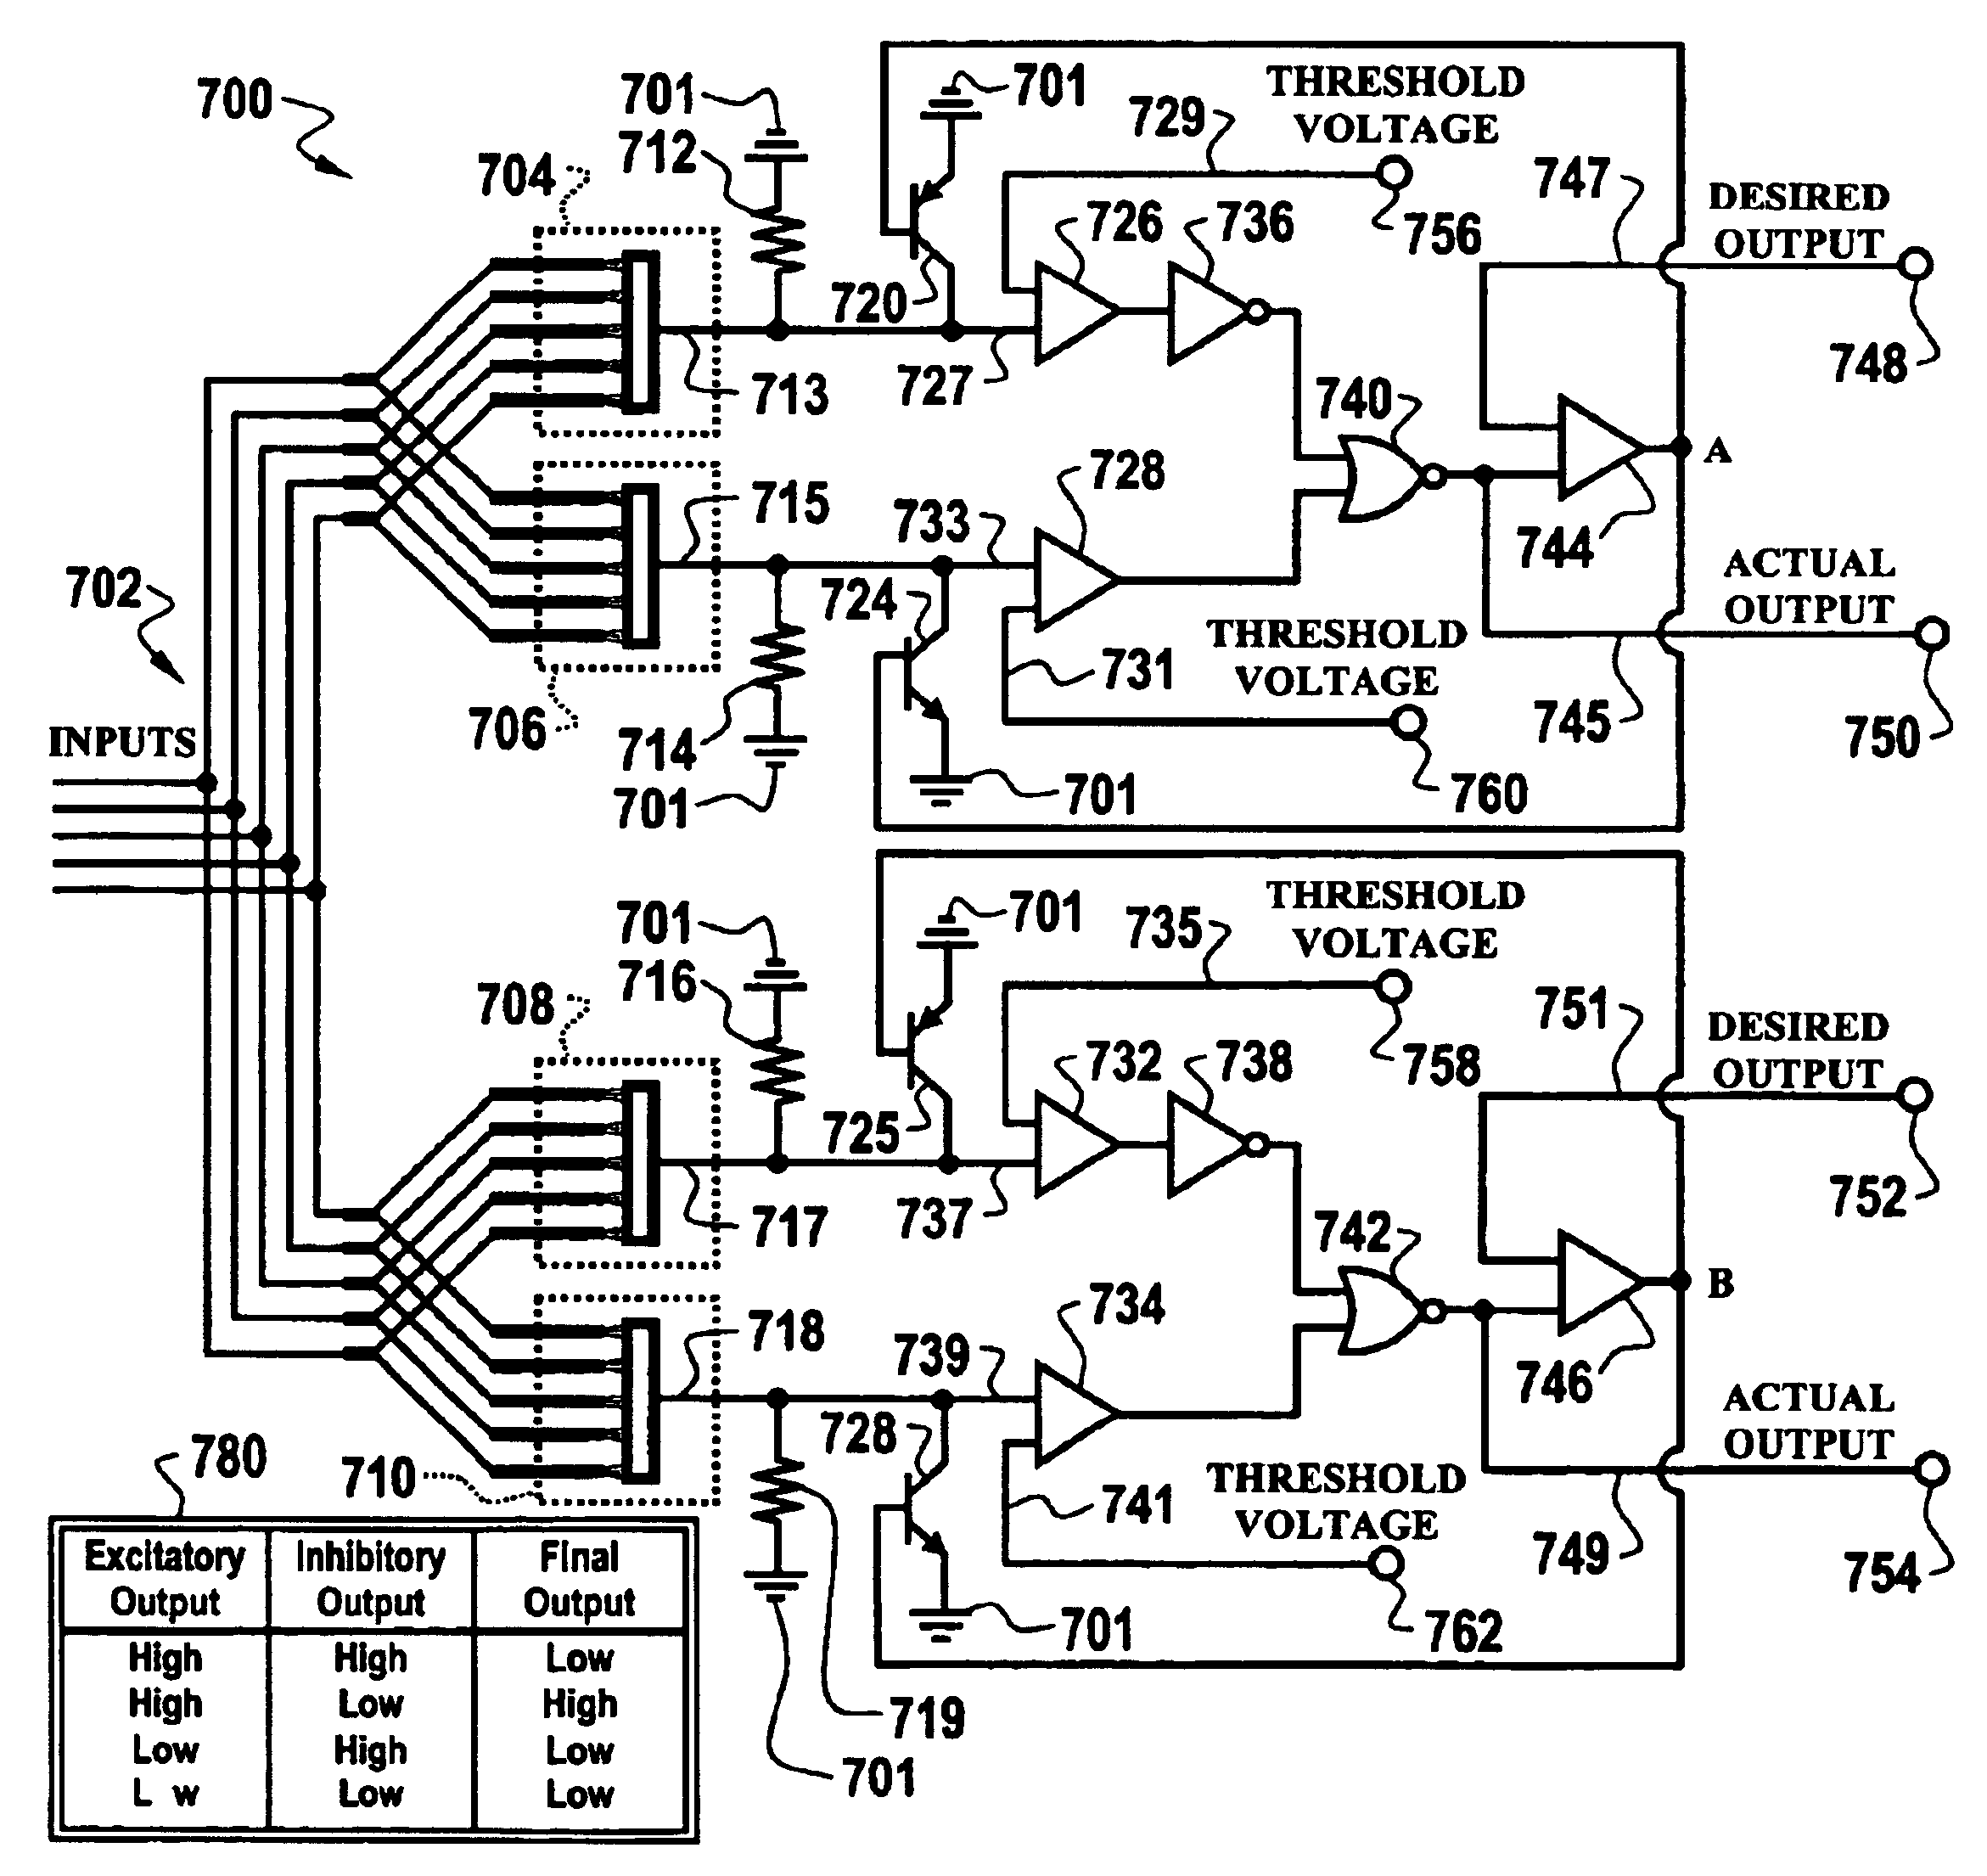 700
701
712
704
701
729
THRESHOLD
VOLTAGE
756
747
DESIRED
OUTPUT
748
726
736
720
713
727
740
A
702
715
733
728
744
ACTUAL
OUTPUT
724
THRESHOLD
VOLTAGE
731
745
750
706
714
701
701
760
INPUTS
701
716
708
701
735
THRESHOLD
VOLTAGE
758
751
DESIRED
OUTPUT
752
732
738
725
717
737
742
B
718
739
734
746
ACTUAL
OUTPUT
728
THRESHOLD
VOLTAGE
741
749
754
710
719
701
701
762
780
Excitatory Output Inhibitory Output Final Output
High High Low
High Low High
Low High Low
L w Low Low